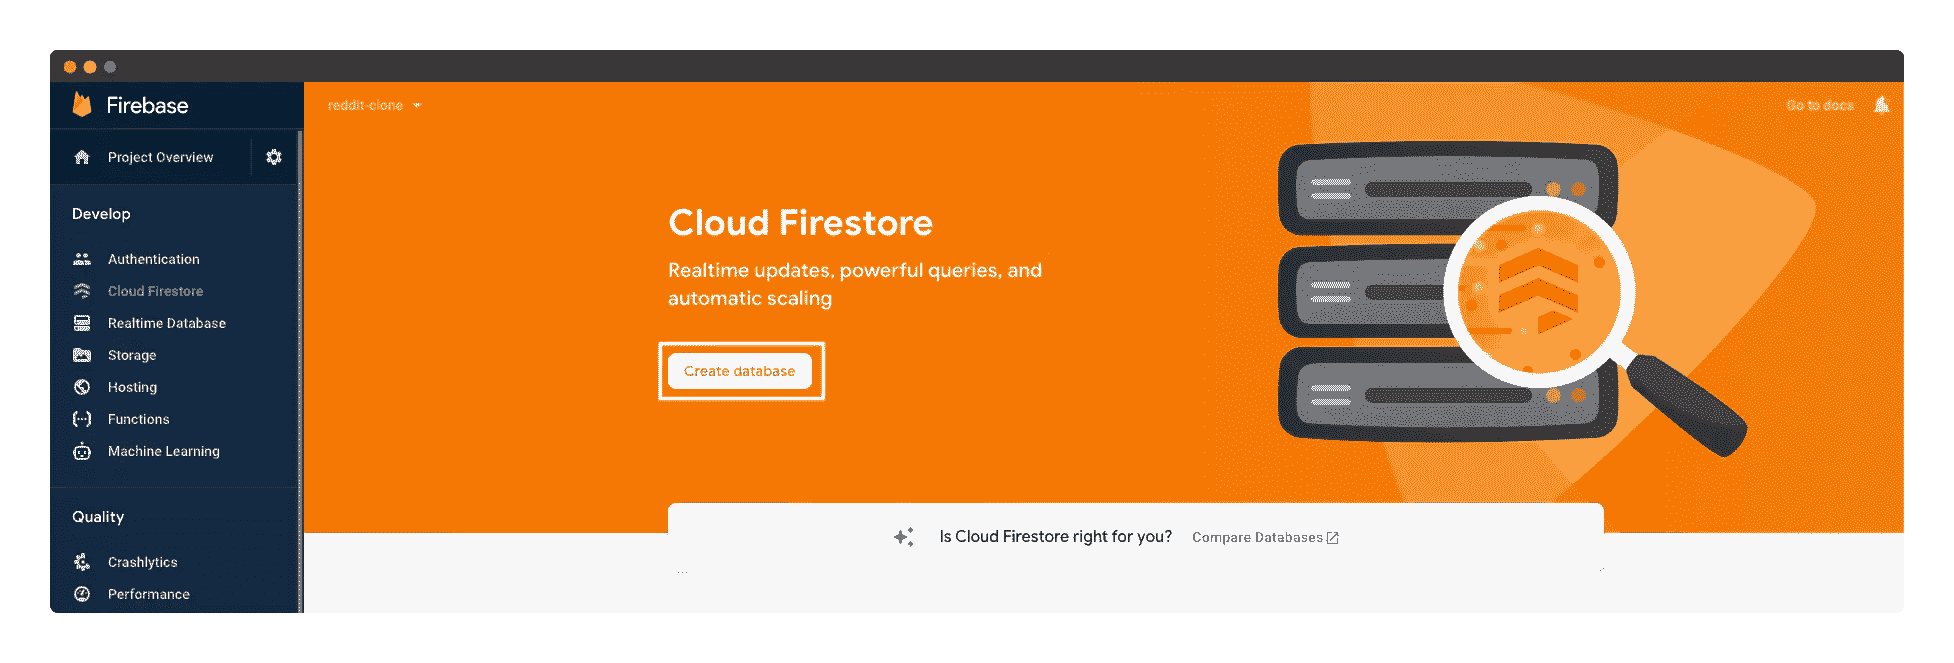 Firebase
reddit-clone
Go to docs
Project Overview
Develop
Authentication
Cloud Firestore
Realtime Database
Storage
Hosting
Functions
Machine Learning
Quality
Crashlytics
Performance
Cloud Firestore
Realtime updates, powerful queries, and
automatic scaling
Create database
Is Cloud Firestore right for you? Compare Databases